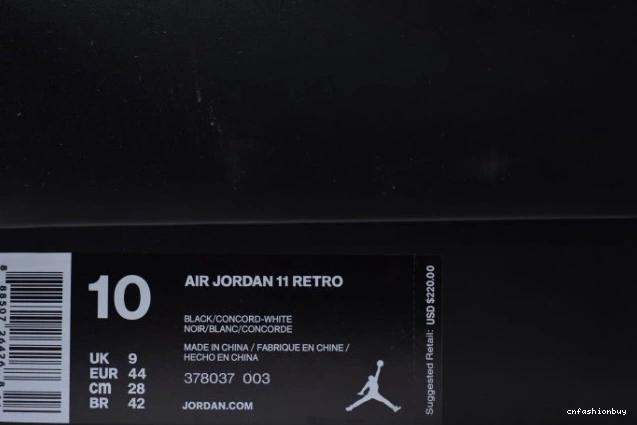 10
AIR JORDAN 11 RETRO
BLACK/CONCORD-WHITE
NOIR/BLANC/CONCORDE
MADE IN CHINA / FABRIQUE EN CHINE /
HECHO EN CHINA
378037 003
JORDAN.COM
UK 9
EUR 44
cm 28
BR 42
Suggested Retail: USD $220.00
cnfashionbuy